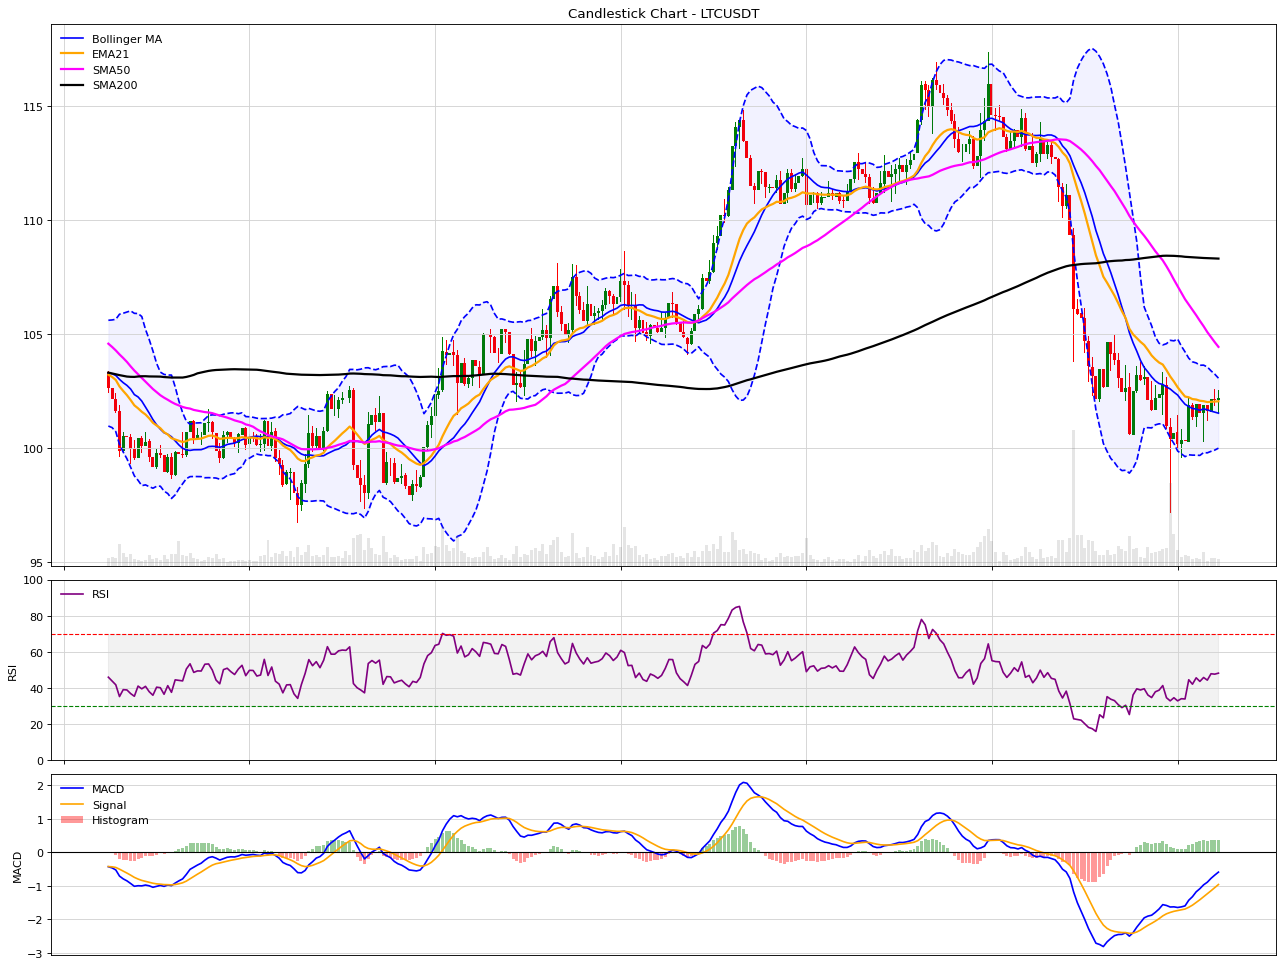 Candlestick Chart - LTCUSDT
Bollinger MA
EMA21
SMA50
SMA200
115
110
105
100
95
RSI
100
80
60
40
20
0
RSI
MACD
Signal
Histogram
2
1
0
−1
−2
−3
MACD